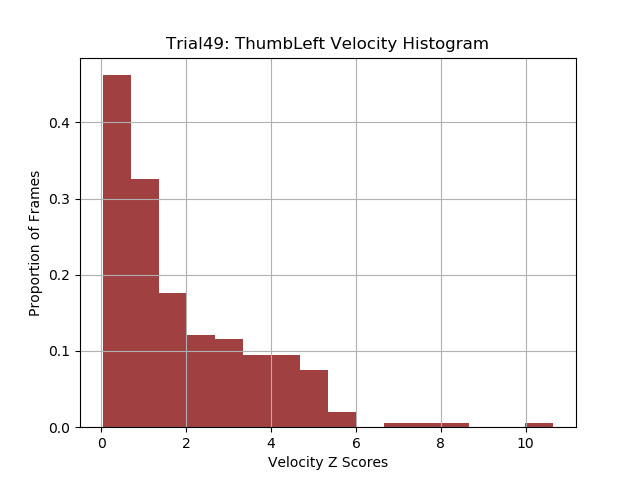 Trial49: ThumbLeft Velocity Histogram
Proportion of Frames
0.4
0.3
0.2
0.1
0.0
0 2 4 6 8 10
Velocity Z Scores